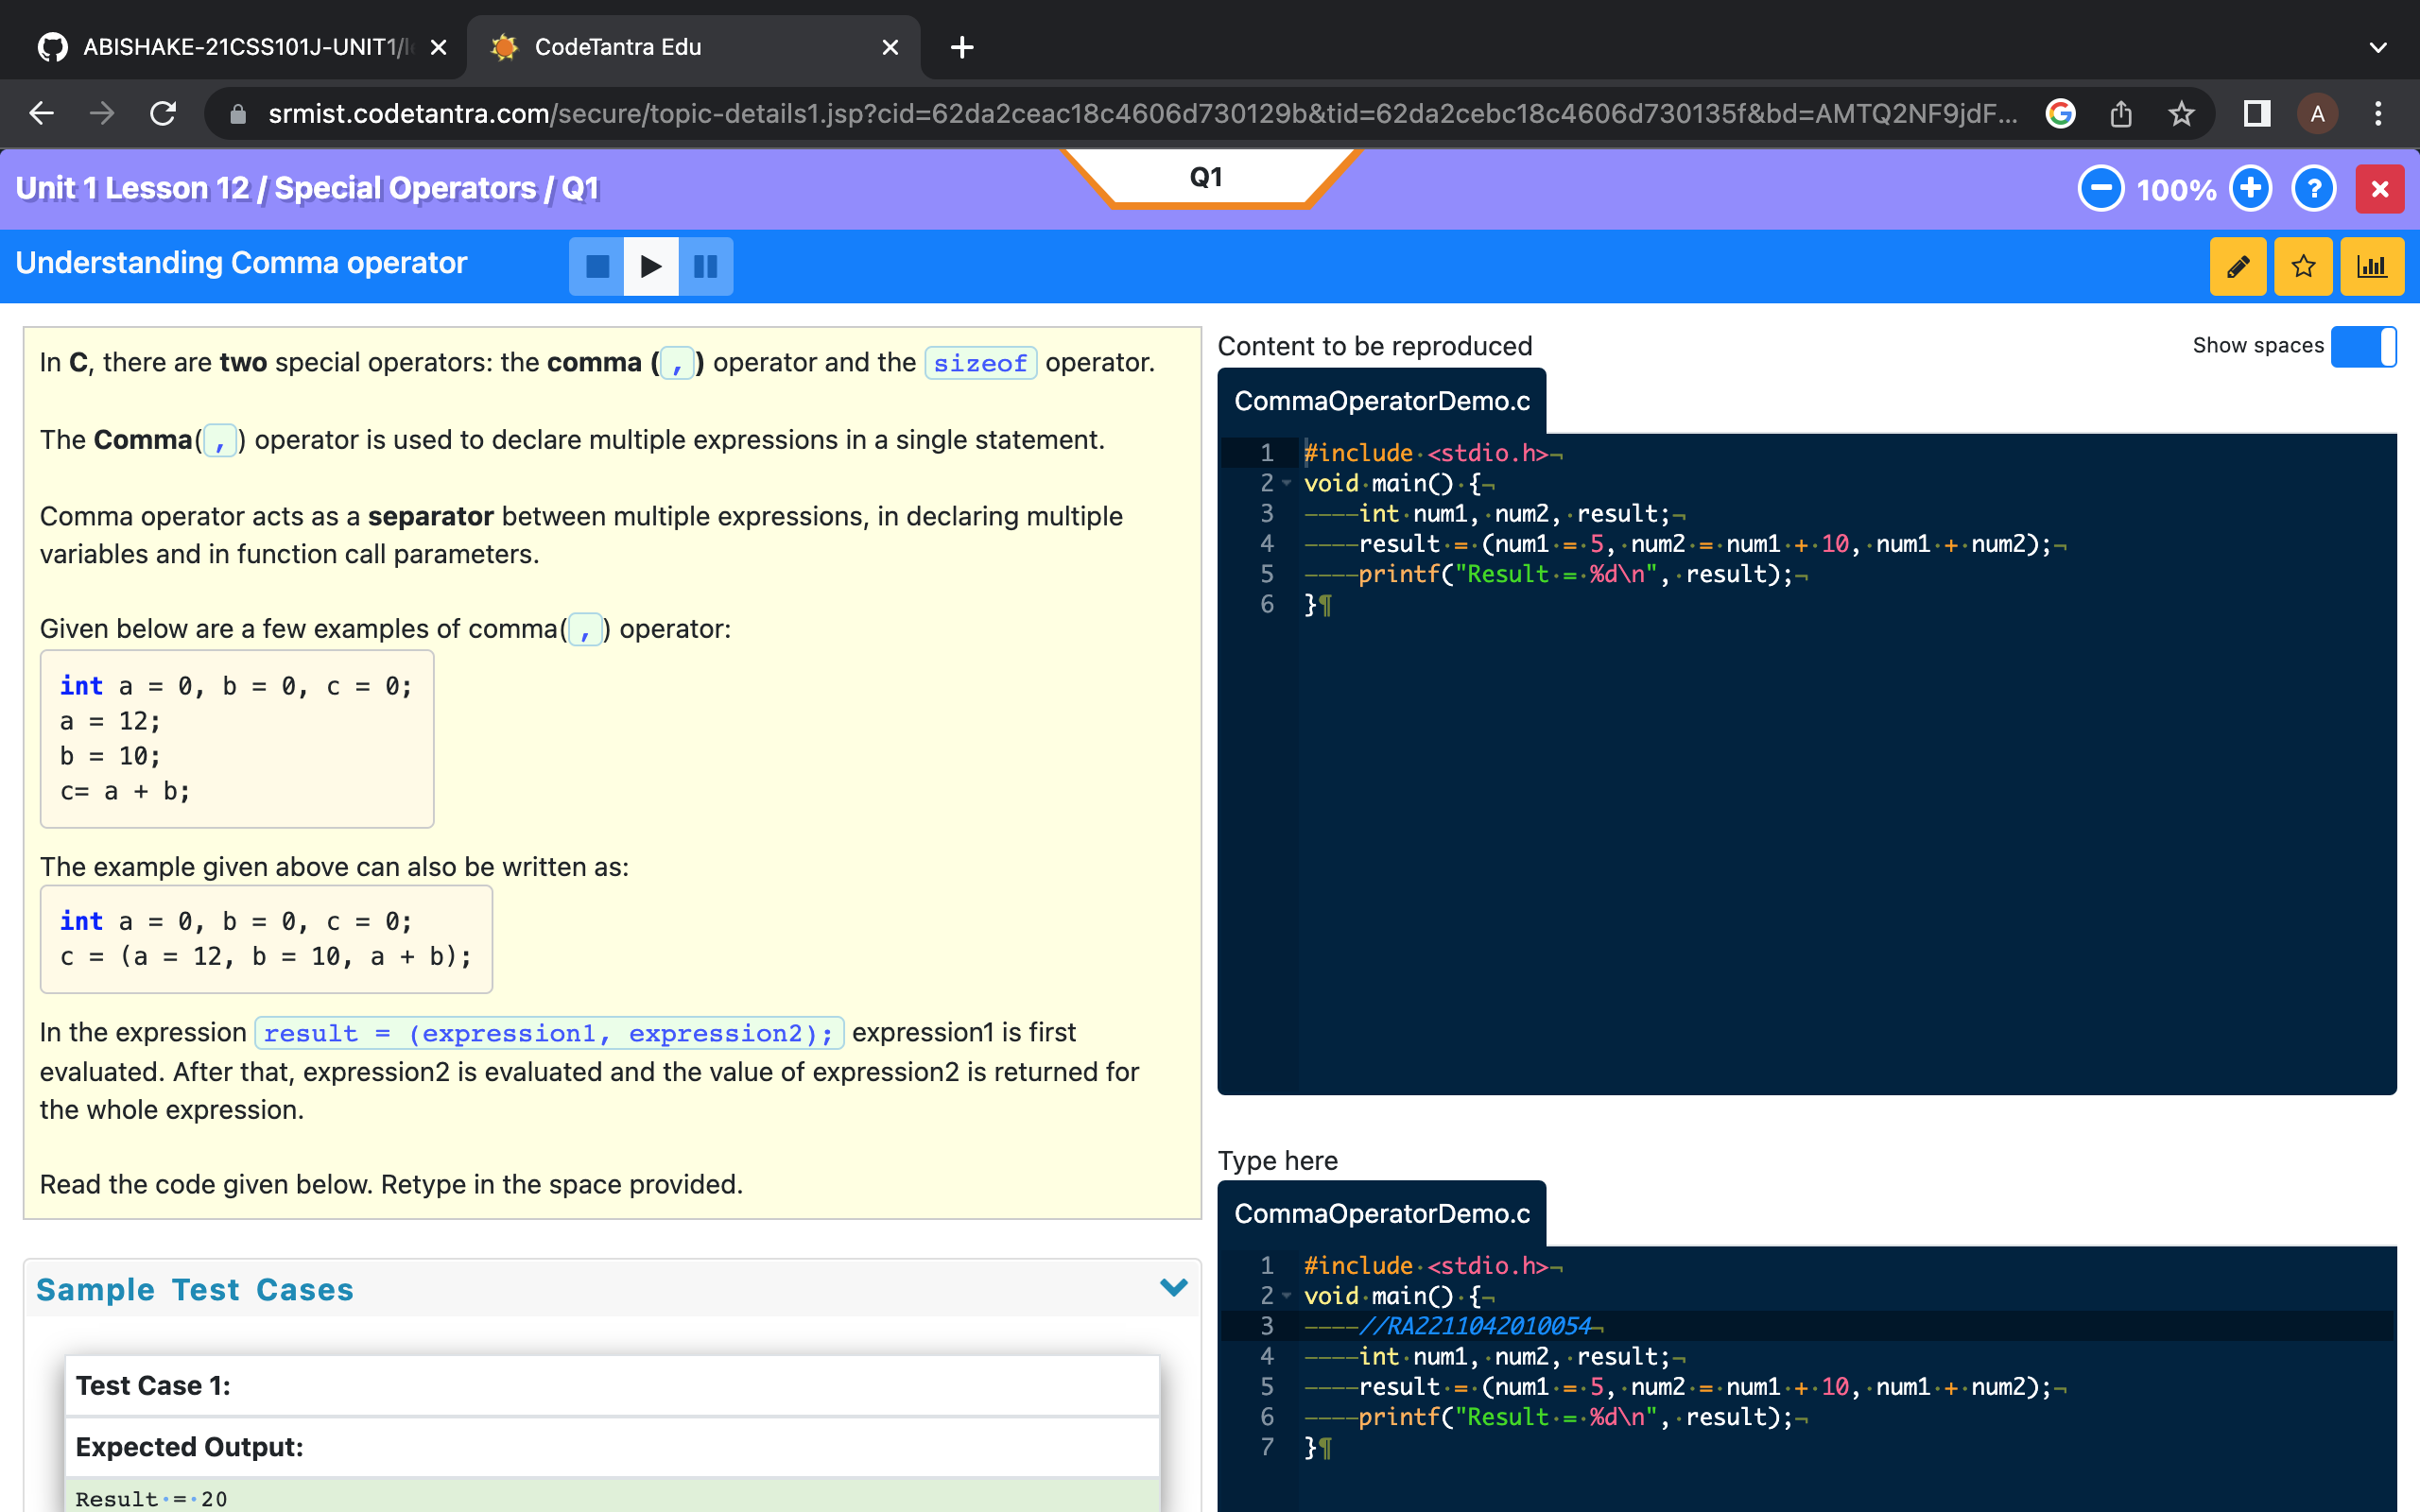 ABISHAKE-21CSS101J-UNIT1/
CodeTantra Edu
srmist.codetantra.com/secure/topic-details1.jsp?cid=62da2ceac18c4606d730129b&tid=62da2cebc18c4606d730135f&bd=AMTQ2NF9jdF...
A
Unit 1 Lesson 12 / Special Operators / Q1
Q1
100%
?
Understanding Comma operator
In C, there are two special operators: the comma ( , ) operator and the sizeof operator.
The Comma( , ) operator is used to declare multiple expressions in a single statement.
Comma operator acts as a separator between multiple expressions, in declaring multiple
variables and in function call parameters.
Given below are a few examples of comma( , ) operator:
int a = 0, b = 0, c = 0;
a = 12;
b = 10;
c= a + b;
The example given above can also be written as:
int a = 0, b = 0, c = 0;
c = (a = 12, b = 10, a + b);
In the expression result = (expression1, expression2); expression1 is first
evaluated. After that, expression2 is evaluated and the value of expression2 is returned for
the whole expression.
Read the code given below. Retype in the space provided.
Sample Test Cases
Test Case 1:
Expected Output:
Result·=·20
Content to be reproduced
Show spaces
CommaOperatorDemo.c
1 #include·<stdio.h>¬
2 void·main()·{¬
3 ————int·num1,·num2,·result;¬
4 ————result·=·(num1·=·5,·num2·=·num1·+·10,·num1·+·num2);¬
5 ————printf("Result·=·%d\n",·result);¬
6 }¶
Type here
CommaOperatorDemo.c
1 #include·<stdio.h>¬
2 void·main()·{¬
3 ————//RA2211042010054¬
4 ————int·num1,·num2,·result;¬
5 ————result·=·(num1·=·5,·num2·=·num1·+·10,·num1·+·num2);¬
6 ————printf("Result·=·%d\n",·result);¬
7 }¶